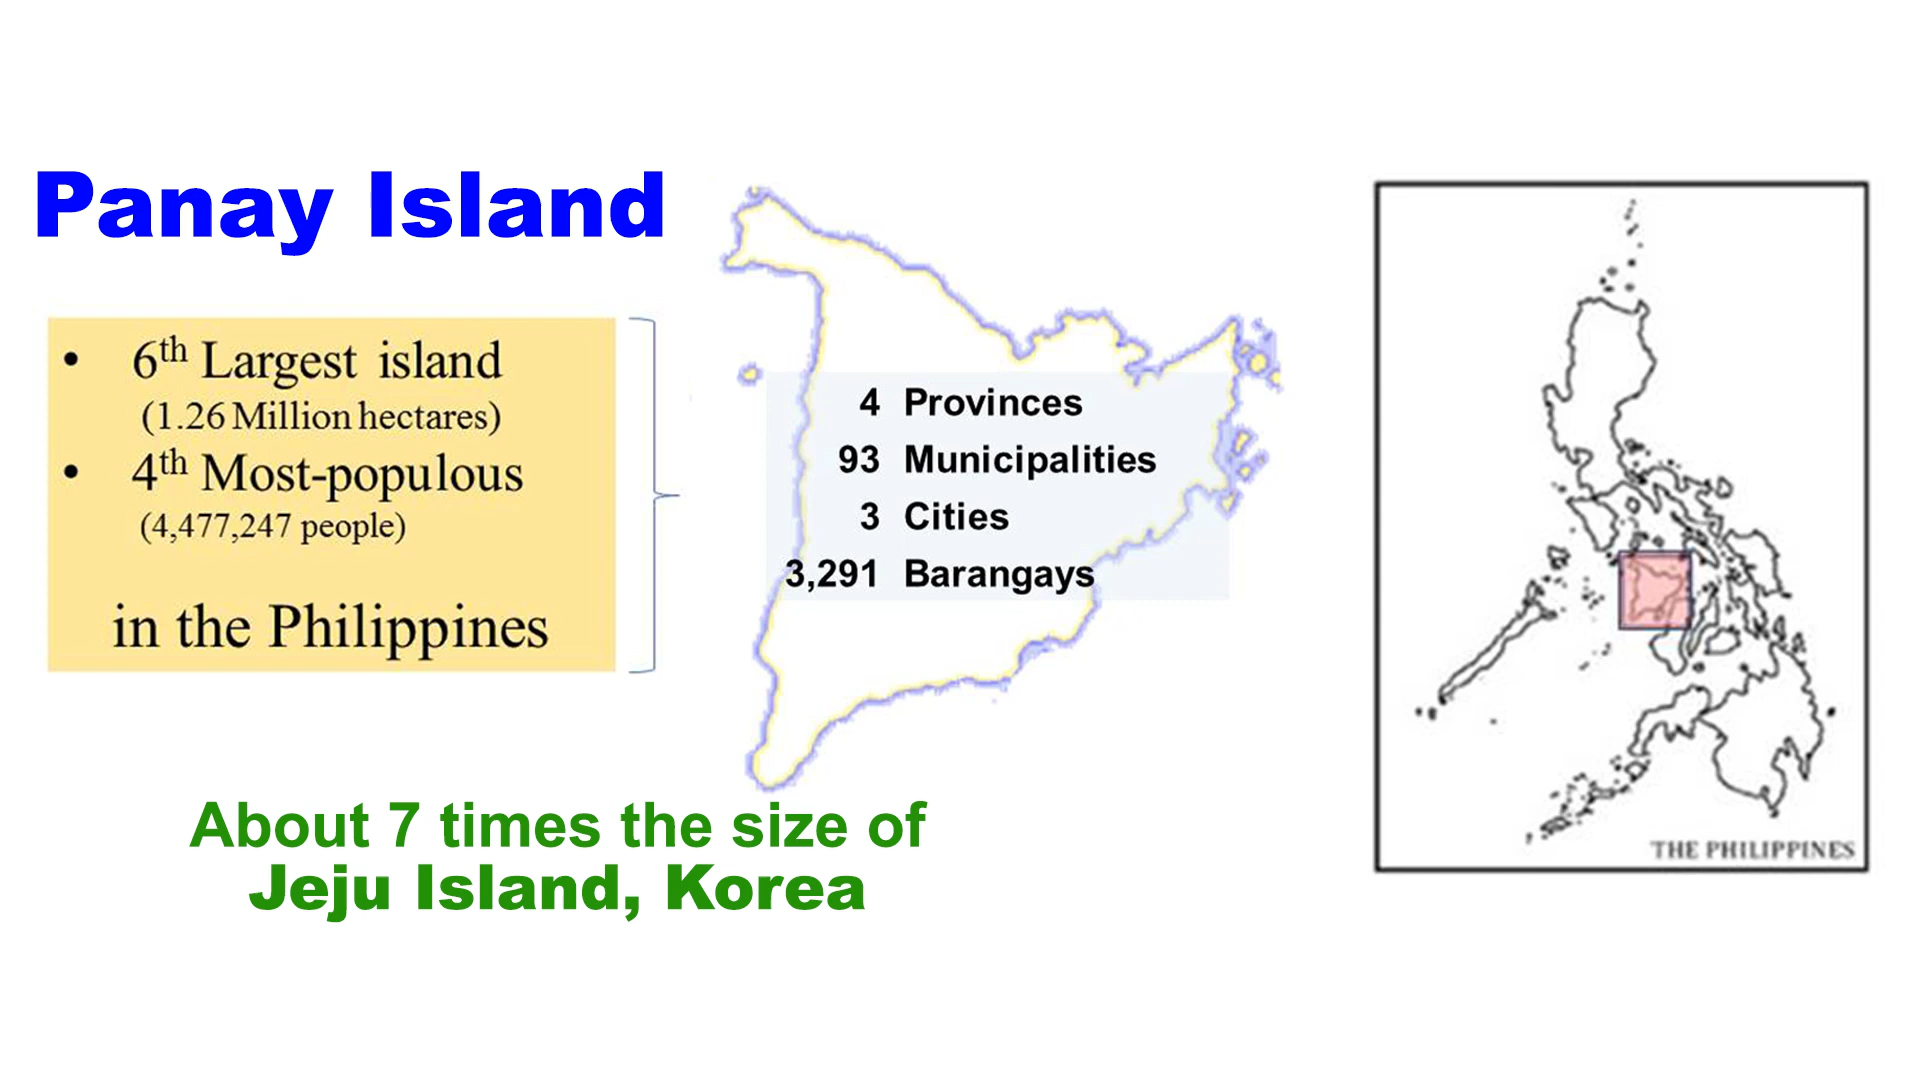 Panay Island
• 6th Largest island
(1.26 Million hectares)
• 4th Most-populous
(4,477,247 people)
in the Philippines
4 Provinces
93 Municipalities
3 Cities
3,291 Barangays
About 7 times the size of
Jeju Island, Korea
THE PHILIPPINES